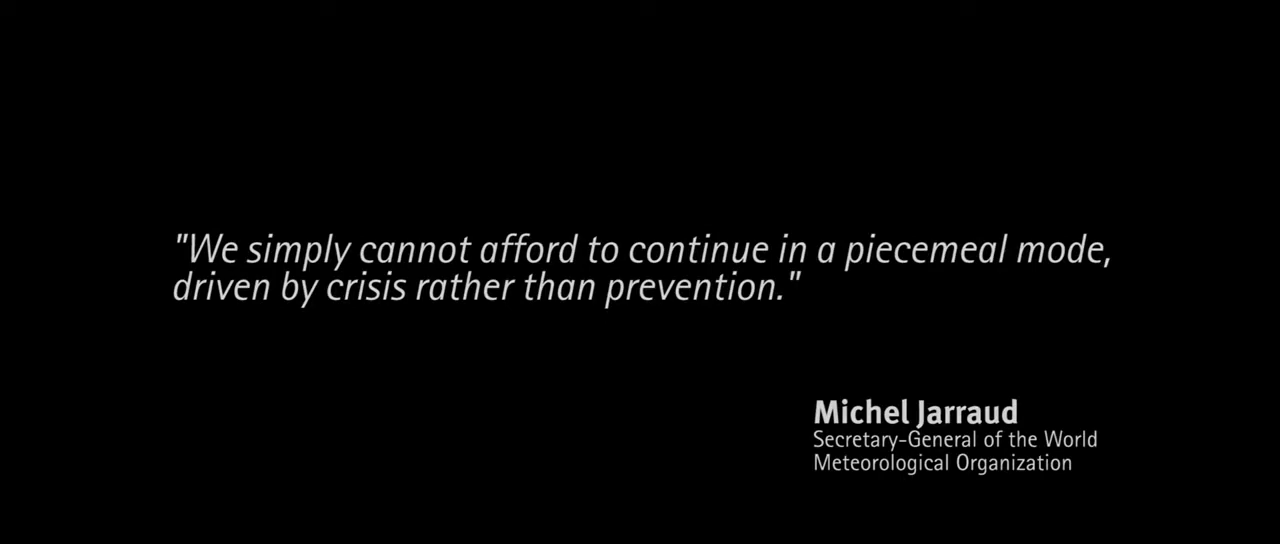 "We simply cannot afford to continue in a piecemeal mode,
driven by crisis rather than prevention."
Michel Jarraud
Secretary-General of the World
Meteorological Organization